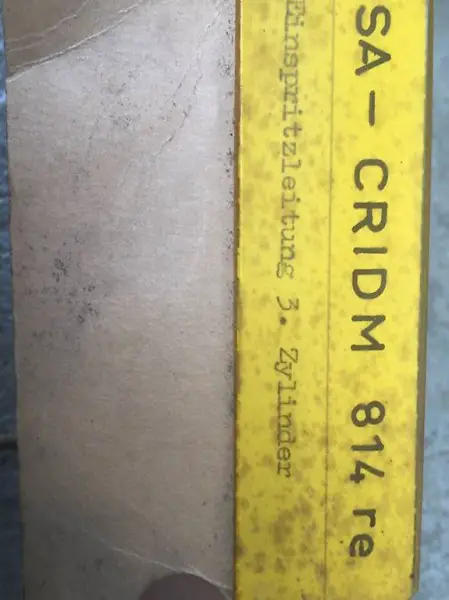 SA — CRIDM 814 re
Einspritzleitung 3. Zylinder